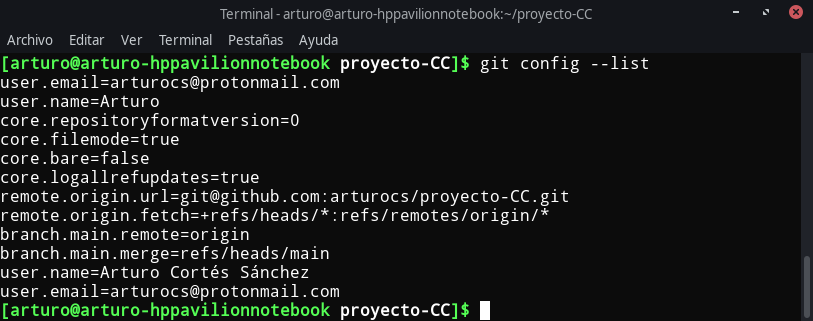 Terminal - arturo@arturo-hppavilionnotebook:~/proyecto-CC
Archivo Editar Ver Terminal Pestañas Ayuda
[arturo@arturo-hppavilionnotebook proyecto-CC]$ git config --list
user.email=arturocs@protonmail.com
user.name=Arturo
core.repositoryformatversion=0
core.filemode=true
core.bare=false
core.logallrefupdates=true
remote.origin.url=git@github.com:arturocs/proyecto-CC.git
remote.origin.fetch=+refs/heads/*:refs/remotes/origin/*
branch.main.remote=origin
branch.main.merge=refs/heads/main
user.name=Arturo Cortés Sánchez
user.email=arturocs@protonmail.com
[arturo@arturo-hppavilionnotebook proyecto-CC]$